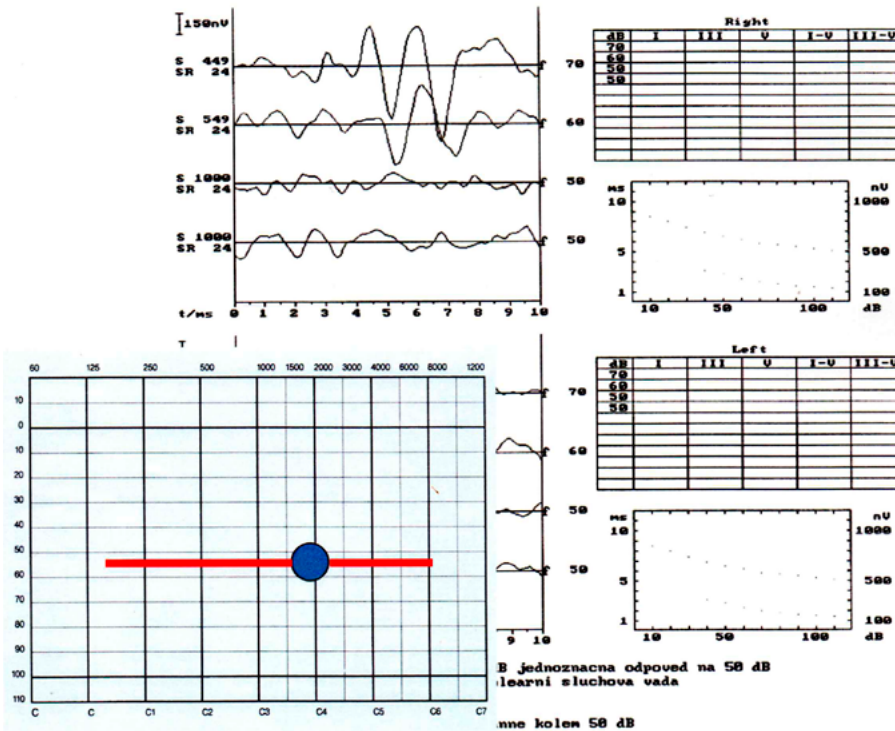 150nV
S 449
SR 24
70
S 549
SR 24
60
S 1000
SR 24
50
S 1000
SR 24
50
t/ms 0 1 2 3 4 5 6 7 8 9 10
Right
dB I III V I-V III-V
70
60
50
50
ms nV
10 1000
5 500
1 100
10 50 100 dB
T
70
60
50
50
9 10
Left
dB I III V I-V III-V
70
60
50
50
ms nV
10 1000
5 500
1 100
10 50 100 dB
60 125 250 500 1000 1500 2000 3000 4000 6000 8000 1200
10
0
10
20
30
40
50
60
70
80
90
100
110
C C C1 C2 C3 C4 C5 C6 C7
B jednoznacna odpoved na 50 dB
learni sluchova vada
nne kolem 50 dB